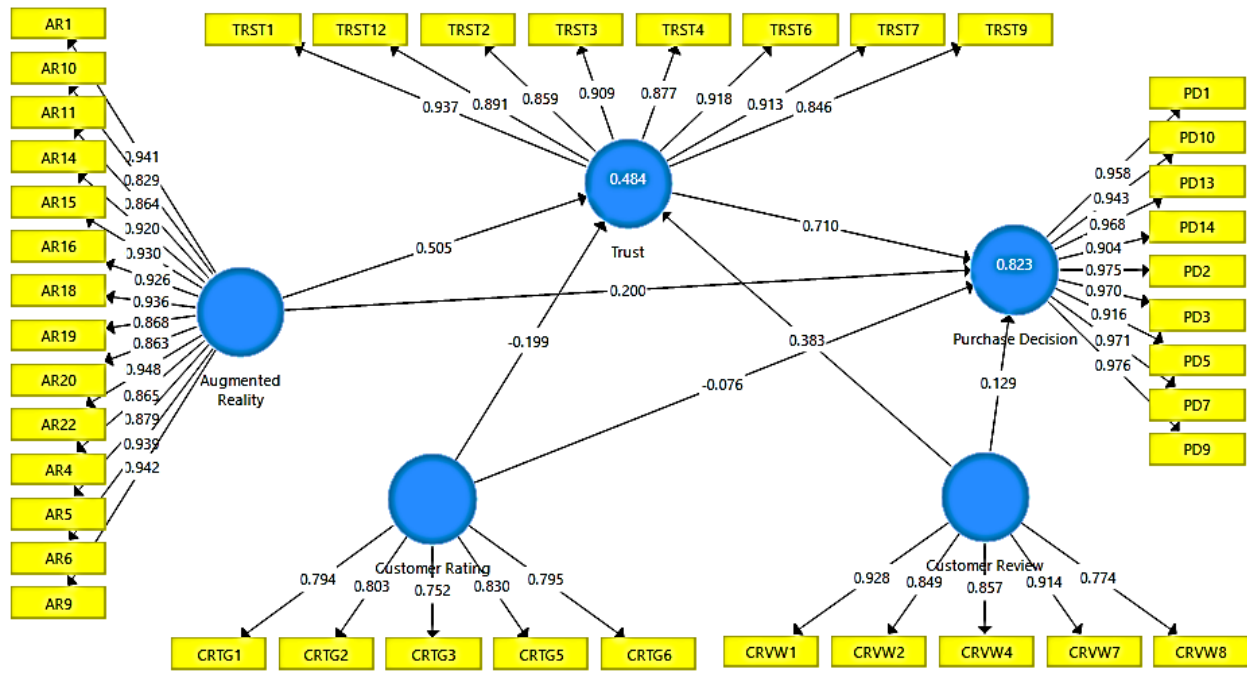 AR1
AR10
AR11
AR14
AR15
AR16
AR18
AR19
AR20
AR22
AR4
AR5
AR6
AR9
0.941
0.829
0.864
0.920
0.930
0.926
0.936
0.868
0.863
0.948
0.865
0.879
0.939
0.942
Augmented
Reality
TRST1 TRST12 TRST2 TRST3 TRST4 TRST6 TRST7 TRST9
0.937 0.891 0.859 0.909 0.877 0.918 0.913 0.846
0.484
Trust
0.505
0.710
0.200
-0.199
0.383
-0.076
0.129
0.823
Purchase Decision
0.958
0.943
0.968
0.904
0.975
0.970
0.916
0.971
0.976
PD1
PD10
PD13
PD14
PD2
PD3
PD5
PD7
PD9
Customer Rating
0.794 0.803 0.752 0.830 0.795
CRTG1 CRTG2 CRTG3 CRTG5 CRTG6
Customer Review
0.928 0.849 0.857 0.914 0.774
CRVW1 CRVW2 CRVW4 CRVW7 CRVW8